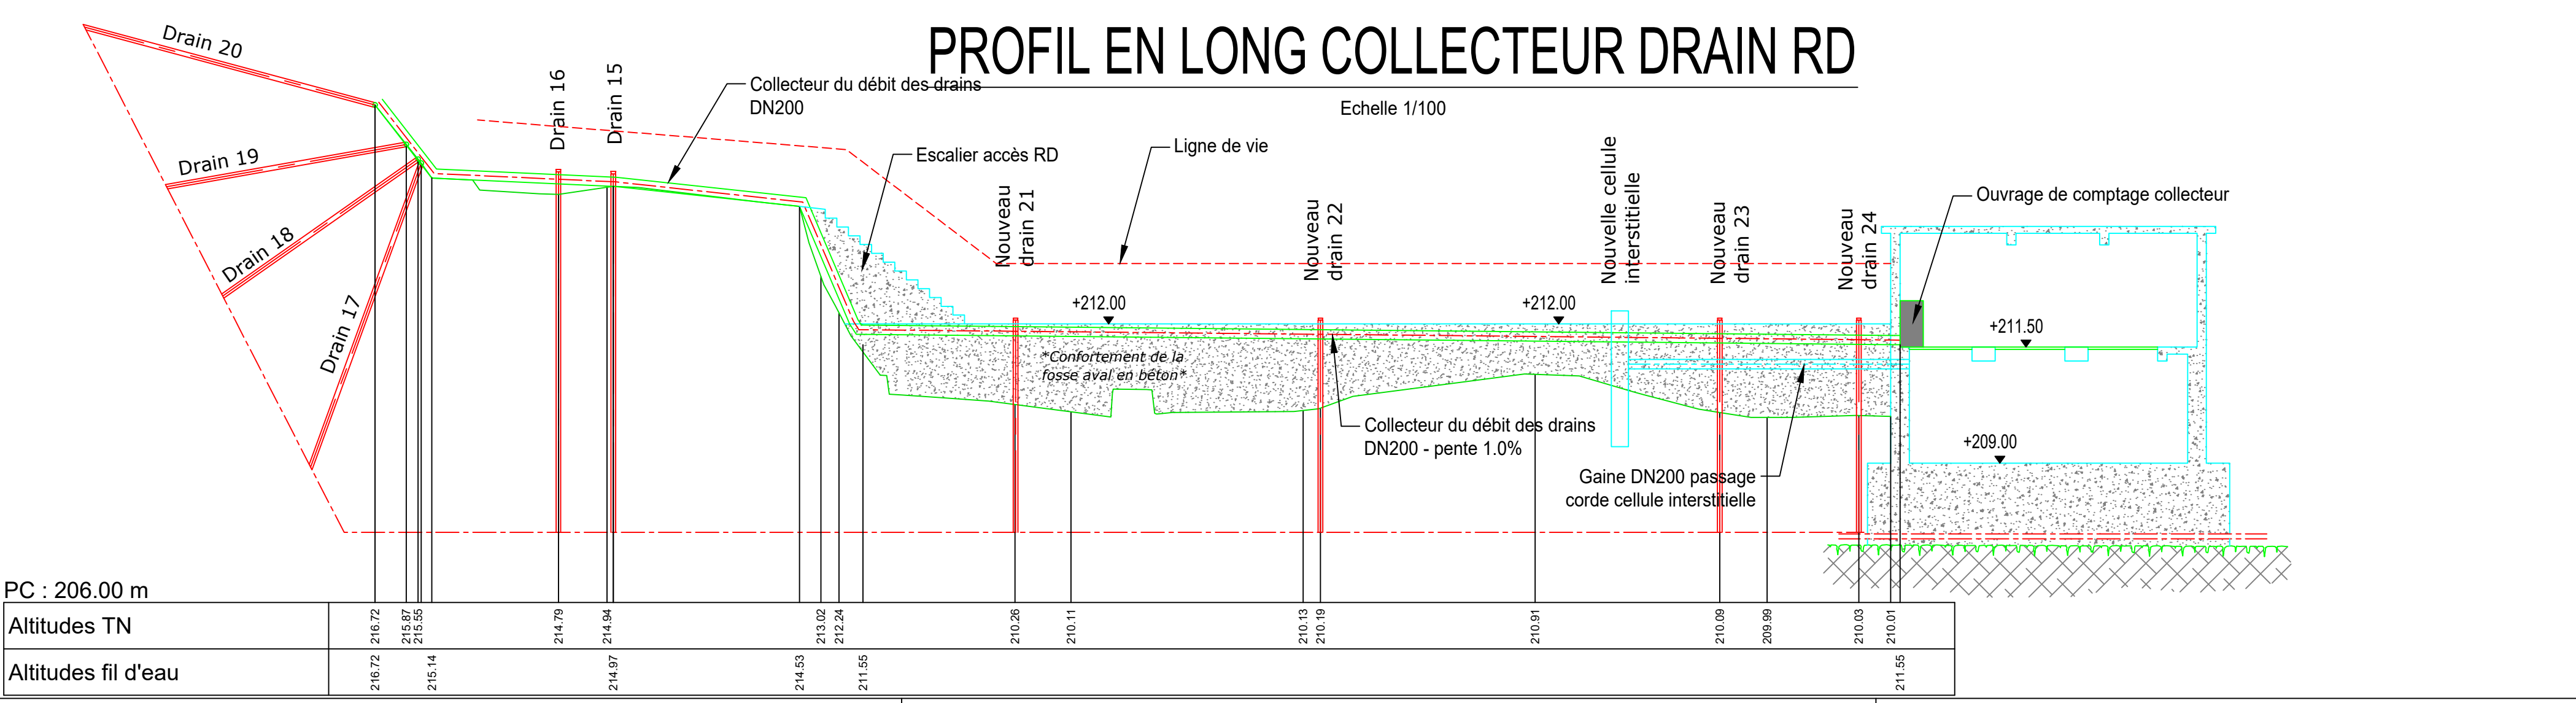 PROFIL EN LONG COLLECTEUR DRAIN RD
Echelle 1/100
Drain 20
Drain 19
Drain 18
Drain 17
Drain 16
Drain 15
Collecteur du débit des drains
DN200
Escalier accès RD
Ligne de vie
Nouveau
drain 21
Nouveau
drain 22
Nouvelle cellule
interstitielle
Nouveau
drain 23
Nouveau
drain 24
Ouvrage de comptage collecteur
+212.00
+212.00
+211.50
+209.00
*Confortement de la
fosse aval en béton*
Collecteur du débit des drains
DN200 - pente 1.0%
Gaine DN200 passage
corde cellule interstitielle
PC : 206.00 m
Altitudes TN
216.72
215.87
215.55
214.79
214.94
213.02
212.24
210.26
210.11
210.13
210.19
210.91
210.09
209.99
210.03
210.01
Altitudes fil d'eau
216.72
215.14
214.97
214.53
211.55
211.55